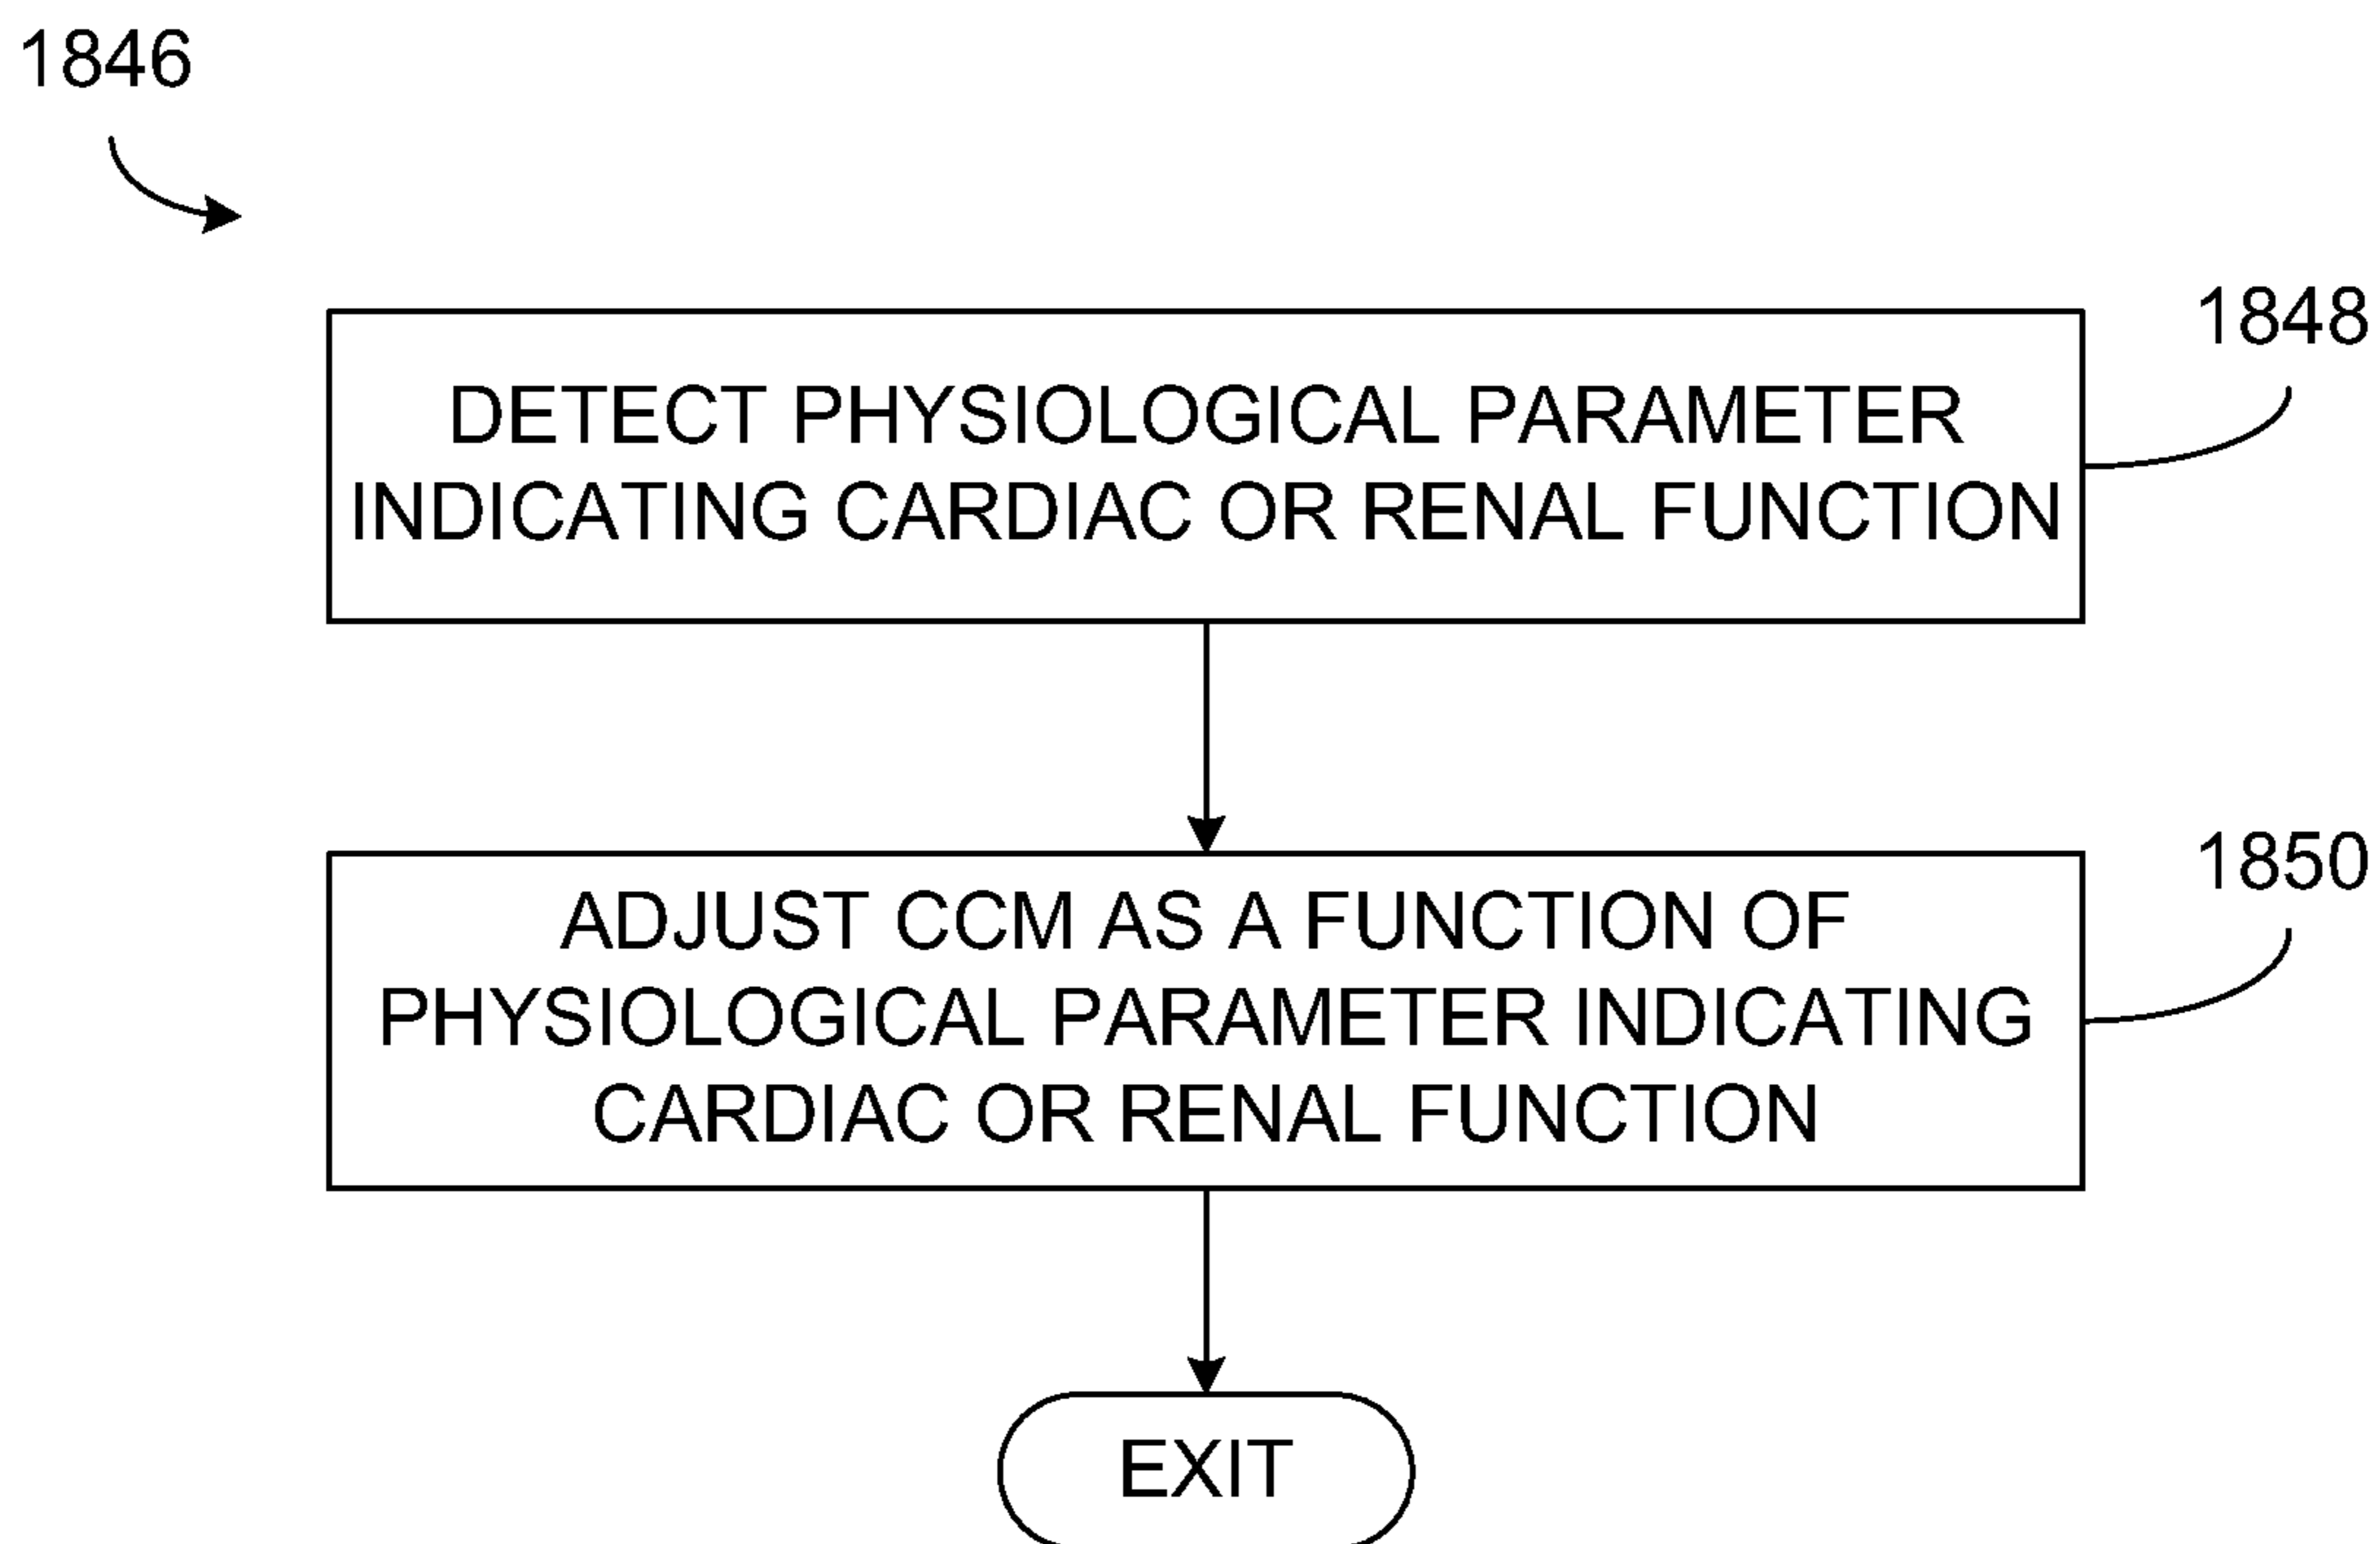 1846
1848
DETECT PHYSIOLOGICAL PARAMETER
INDICATING CARDIAC OR RENAL FUNCTION
1850
ADJUST CCM AS A FUNCTION OF
PHYSIOLOGICAL PARAMETER INDICATING
CARDIAC OR RENAL FUNCTION
EXIT